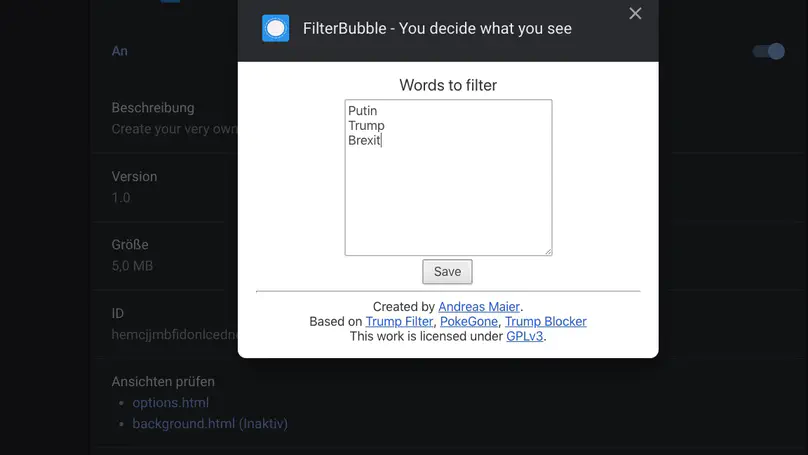 FilterBubble - You decide what you see
An
Words to filter
Putin
Trump
Brexit
Beschreibung
Create your very own
Version
1.0
Größe
5,0 MB
Save
Created by Andreas Maier.
Based on Trump Filter, PokeGone, Trump Blocker
This work is licensed under GPLv3.
ID
Ansichten prüfen
options.html
background.html (Inaktiv)